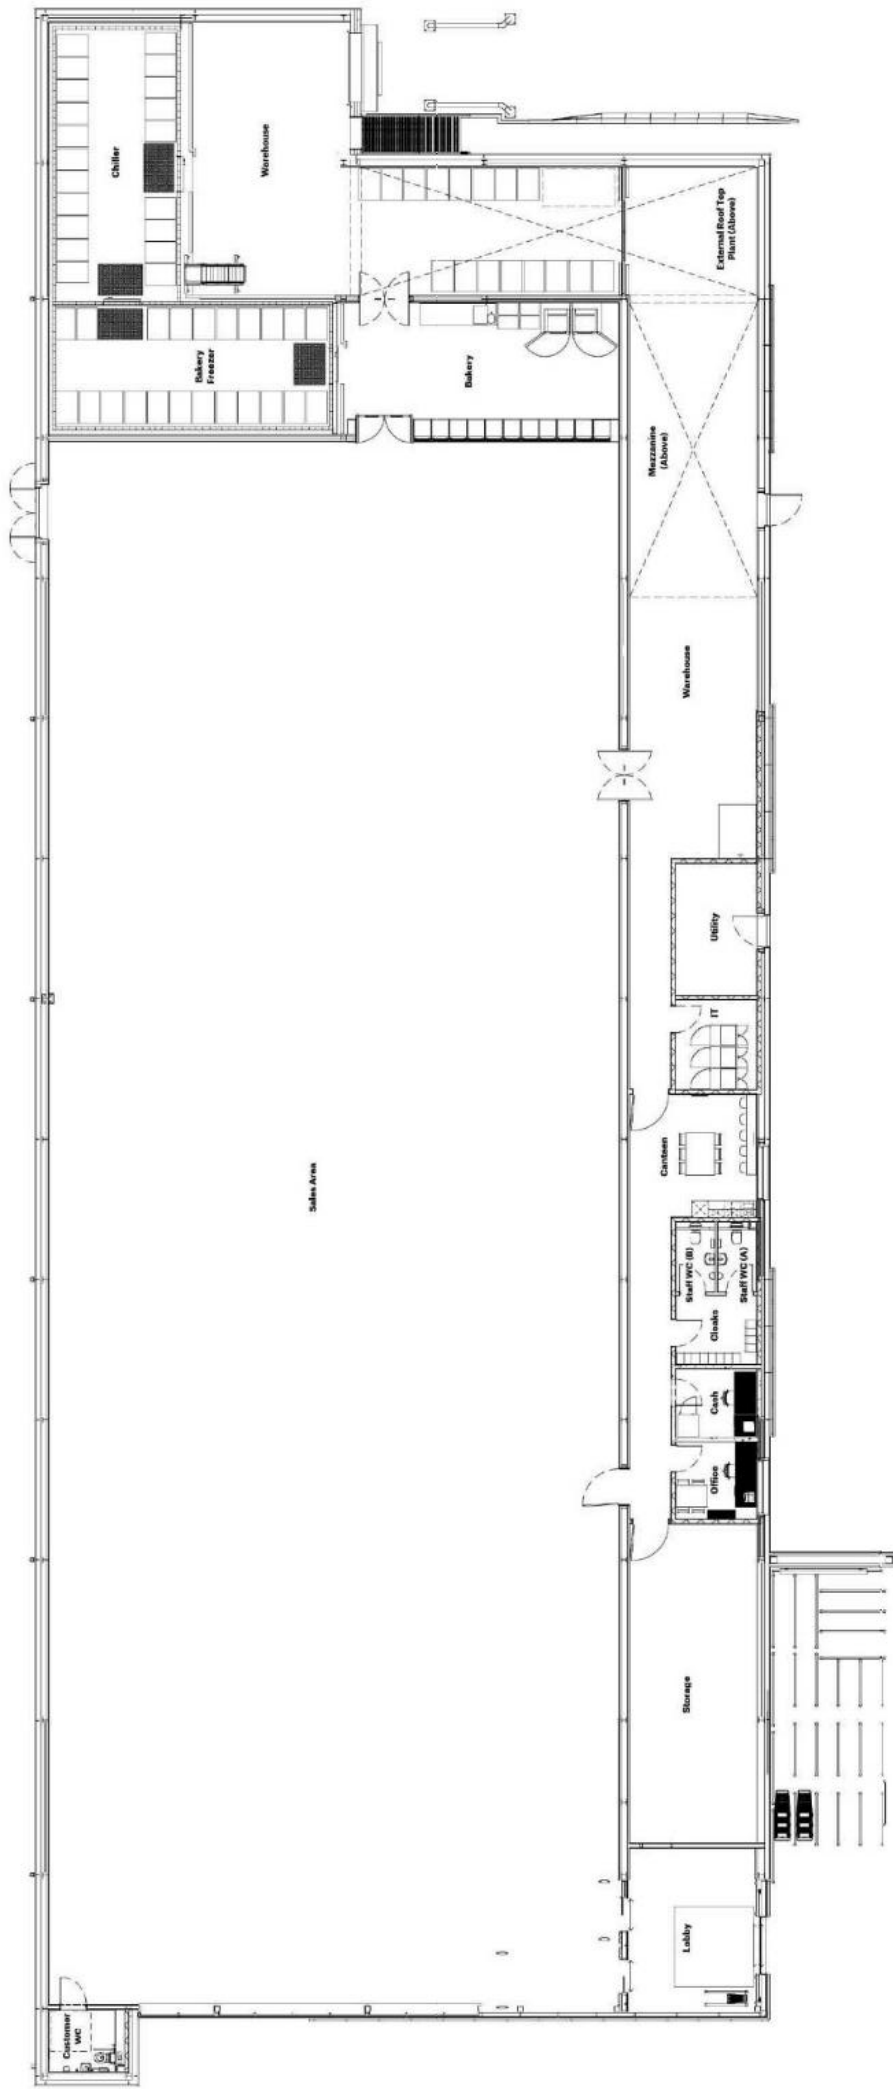 Chiller
Warehouse
External Roof Top
Plant (Above)
Bakery
Freezer
Bakery
Mezzanine
(Above)
Warehouse
Utility
IT
Sales Area
Canteen
Staff WC (B)
Staff WC (A)
Cloaks
Cash
Office
Storage
Lobby
Customer
WC